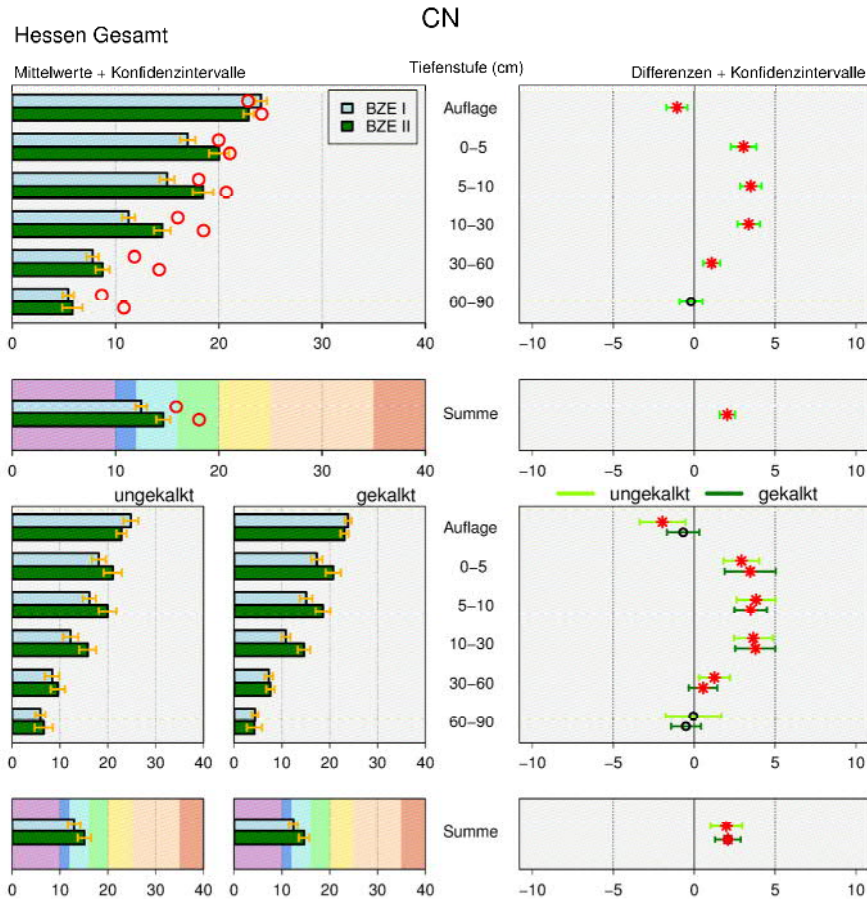 CN
Hessen Gesamt
Mittelwerte + Konfidenzintervalle
Tiefenstufe (cm)
Differenzen + Konfidenzintervalle
BZE I
BZE II
Auflage
0–5
5–10
10–30
30–60
60–90
0 10 20 30 40
−10 −5 0 5 10
Summe
0 10 20 30 40
−10 −5 0 5 10
ungekalkt
gekalkt
ungekalkt gekalkt
Auflage
0–5
5–10
10–30
30–60
60–90
0 10 20 30 40
0 10 20 30 40
−10 −5 0 5 10
Summe
0 10 20 30 40
0 10 20 30 40
−10 −5 0 5 10